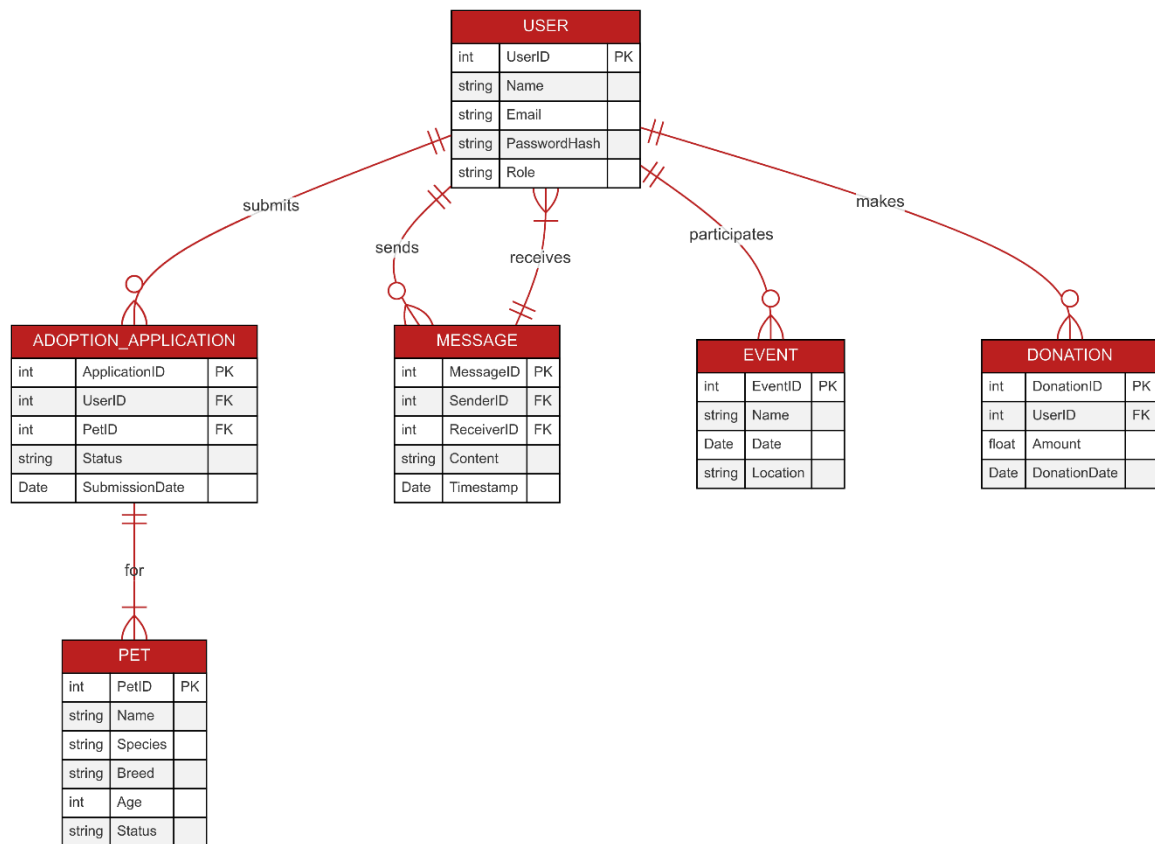 USER
int UserID PK
string Name
string Email
string PasswordHash
string Role
submits
sends
receives
participates
makes
ADOPTION_APPLICATION
int ApplicationID PK
int UserID FK
int PetID FK
string Status
Date SubmissionDate
MESSAGE
int MessageID PK
int SenderID FK
int ReceiverID FK
string Content
Date Timestamp
EVENT
int EventID PK
string Name
Date Date
string Location
DONATION
int DonationID PK
int UserID FK
float Amount
Date DonationDate
for
PET
int PetID PK
string Name
string Species
string Breed
int Age
string Status